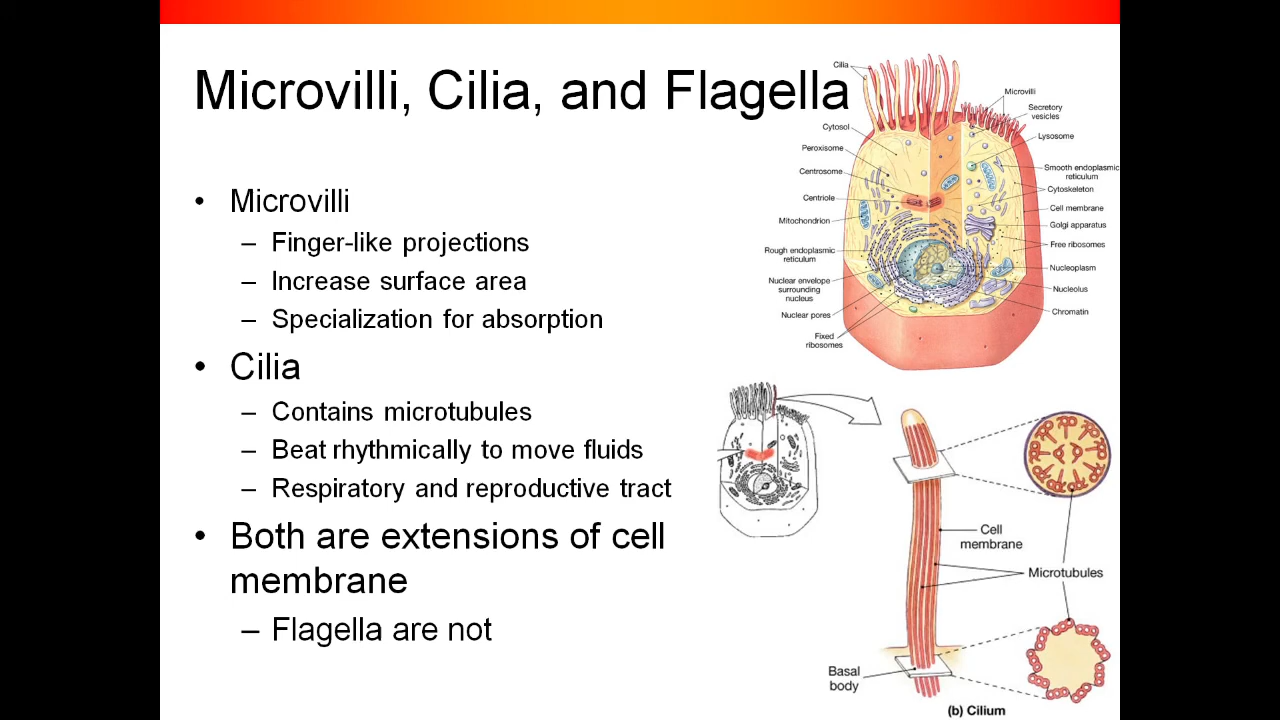 Microvilli, Cilia, and Flagella
• Microvilli
– Finger-like projections
– Increase surface area
– Specialization for absorption
• Cilia
– Contains microtubules
– Beat rhythmically to move fluids
– Respiratory and reproductive tract
• Both are extensions of cell
membrane
– Flagella are not
Cilia
Cytosol
Peroxisome
Centrosome
Centriole
Mitochondrion
Rough endoplasmic
reticulum
Nuclear envelope
surrounding
nucleus
Nuclear pores
Fixed
ribosomes
Microvilli
Secretory
vesicles
Lysosome
Smooth endoplasmic
reticulum
Cytoskeleton
Cell membrane
Golgi apparatus
Free ribosomes
Nucleoplasm
Nucleolus
Chromatin
Cell
membrane
Microtubules
Basal
body
(b) Cilium